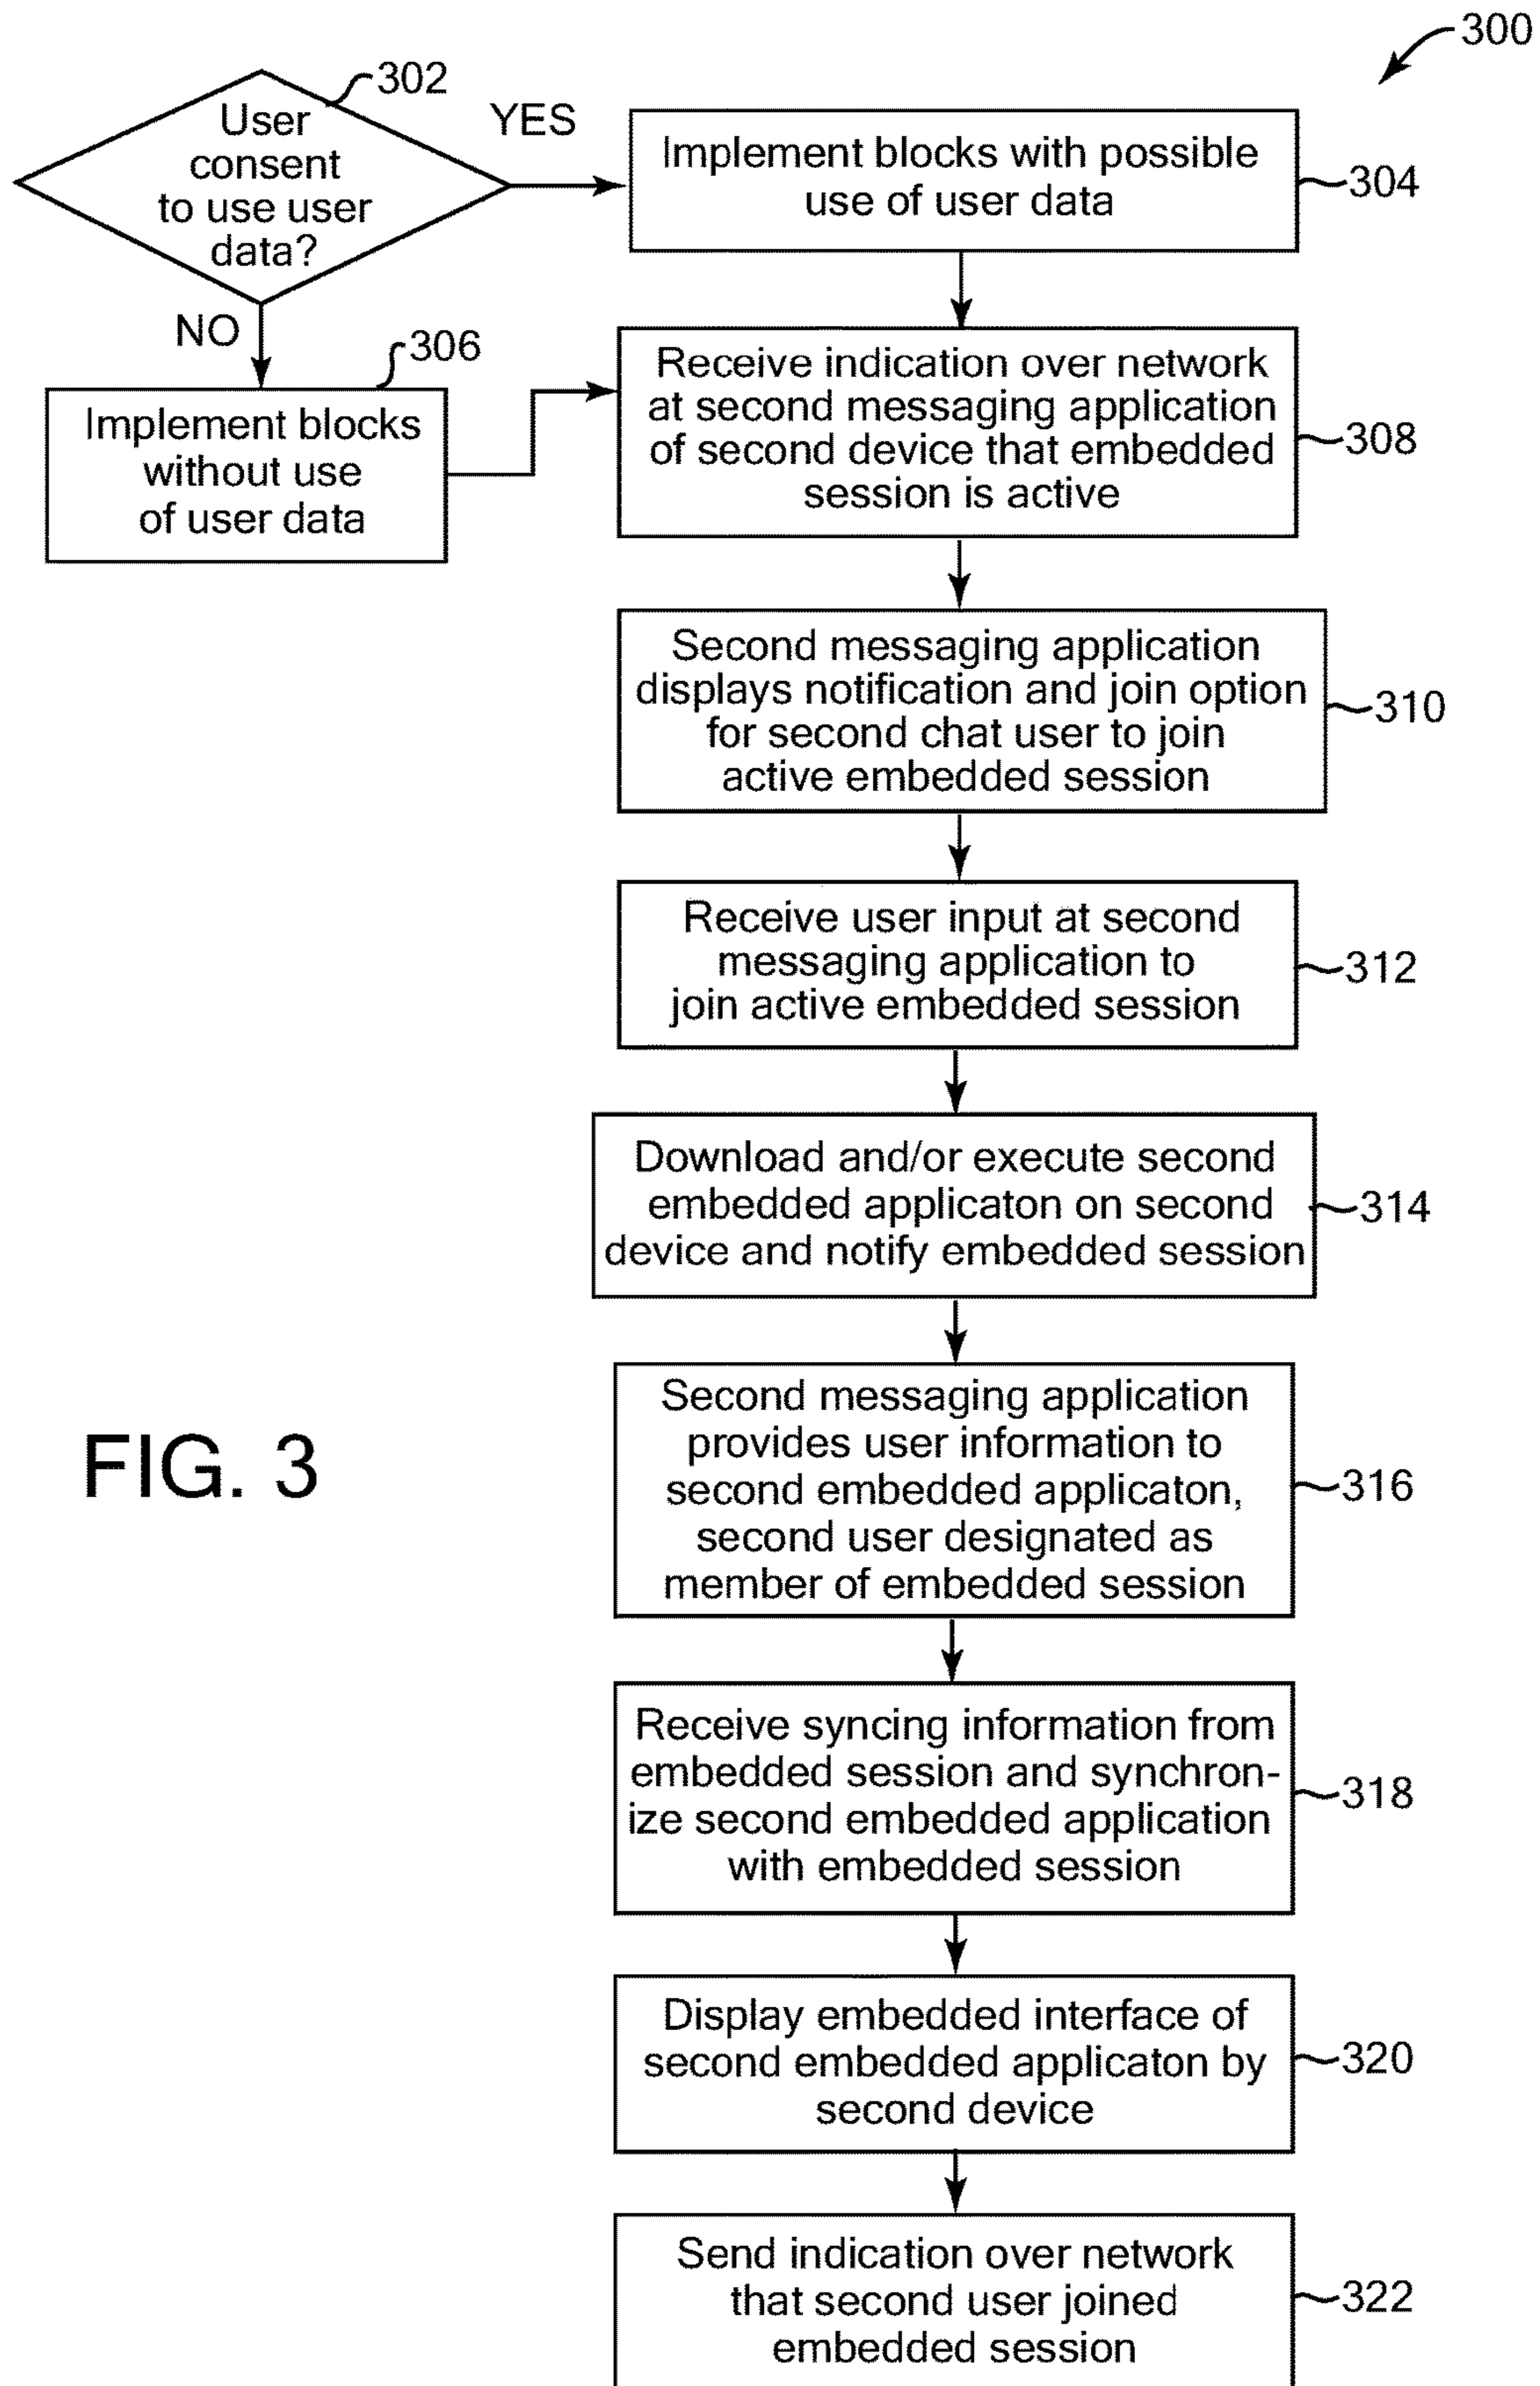 300
302
User
consent
to use user
data?
YES
NO
Implement blocks with possible
use of user data
304
306
Implement blocks
without use
of user data
Receive indication over network
at second messaging application
of second device that embedded
session is active
308
Second messaging application
displays notification and join option
for second chat user to join
active embedded session
310
Receive user input at second
messaging application to
join active embedded session
312
Download and/or execute second
embedded applicaton on second
device and notify embedded session
314
Second messaging application
provides user information to
second embedded applicaton,
second user designated as
member of embedded session
316
FIG. 3
Receive syncing information from
embedded session and synchron-
ize second embedded application
with embedded session
318
Display embedded interface of
second embedded applicaton by
second device
320
Send indication over network
that second user joined
embedded session
322